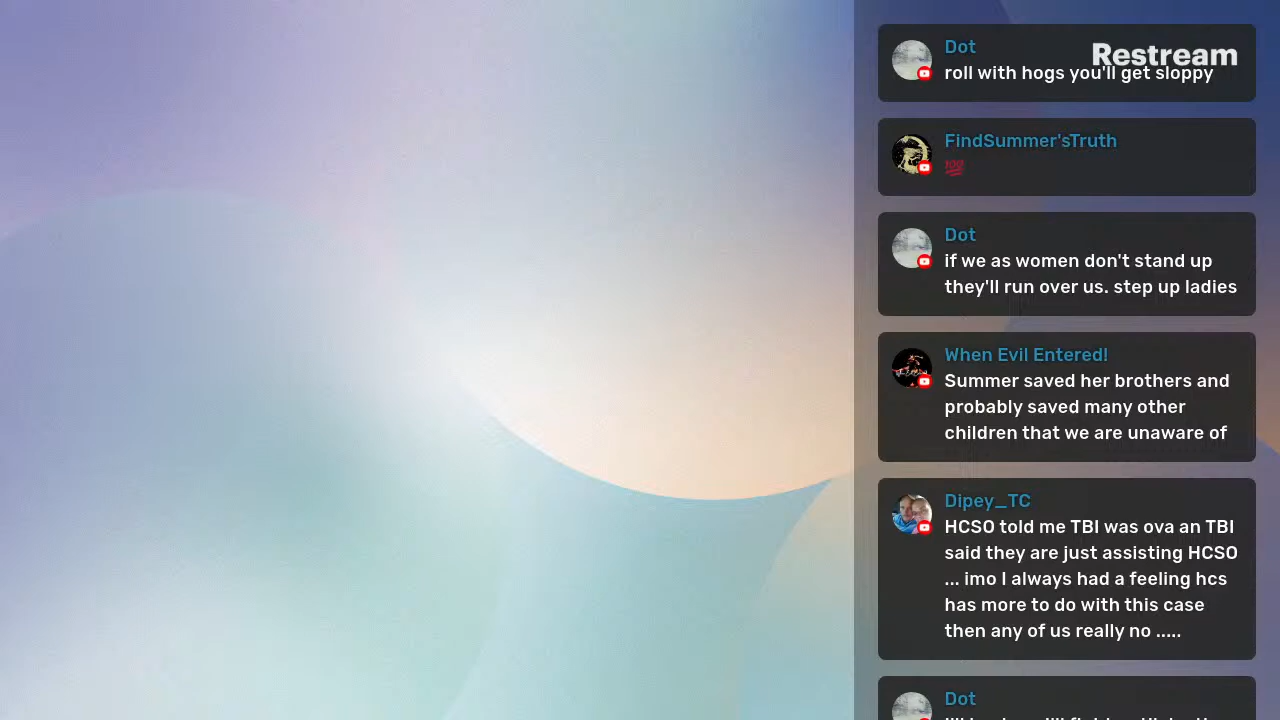 Dot
Restream
roll with hogs you'll get sloppy
FindSummer'sTruth
💯
Dot
if we as women don't stand up
they'll run over us. step up ladies
When Evil Entered!
Summer saved her brothers and
probably saved many other
children that we are unaware of
Dipey_TC
HCSO told me TBI was ova an TBI
said they are just assisting HCSO
... imo I always had a feeling hcs
has more to do with this case
then any of us really no .....
Dot